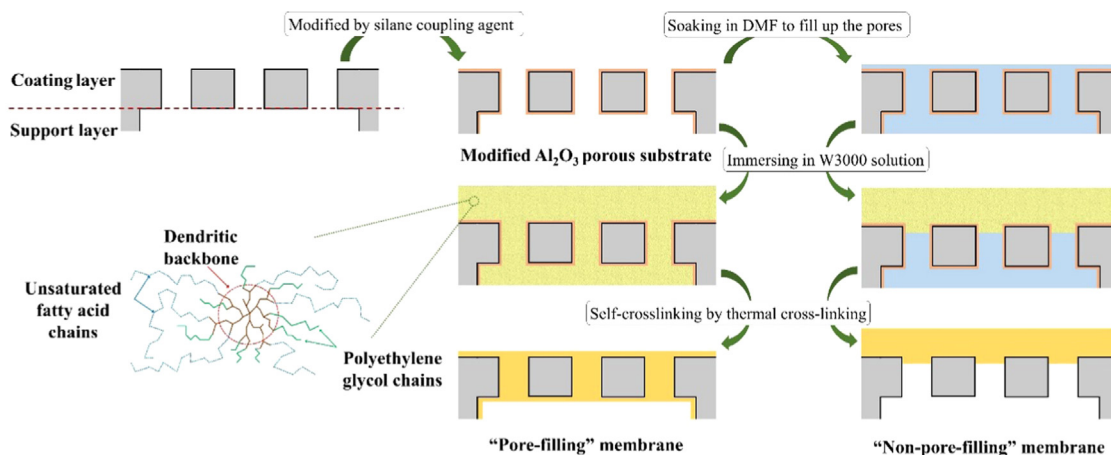 Modified by silane coupling agent
Soaking in DMF to fill up the pores
Coating layer
Support layer
Modified Al₂O₃ porous substrate
Immersing in W3000 solution
Dendritic
backbone
Unsaturated
fatty acid
chains
Self-crosslinking by thermal cross-linking
Polyethylene
glycol chains
“Pore-filling” membrane
“Non-pore-filling” membrane